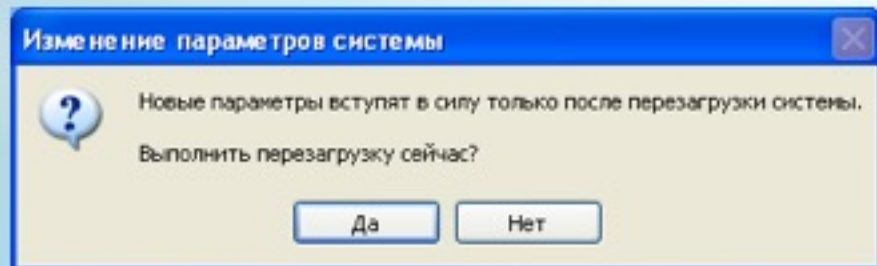 Изменение параметров системы
Новые параметры вступят в силу только после перезагрузки системы.
Выполнить перезагрузку сейчас?
Да Нет